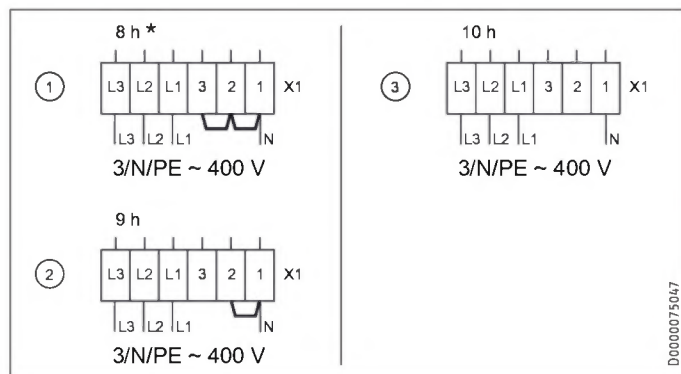 8 h *
1 L3 L2 L1 3 2 1 X1
L3 L2 L1 N
3/N/PE ~ 400 V
9 h
2 L3 L2 L1 3 2 1 X1
L3 L2 L1 N
3/N/PE ~ 400 V
10 h
3 L3 L2 L1 3 2 1 X1
L3 L2 L1 N
3/N/PE ~ 400 V
D0000075047